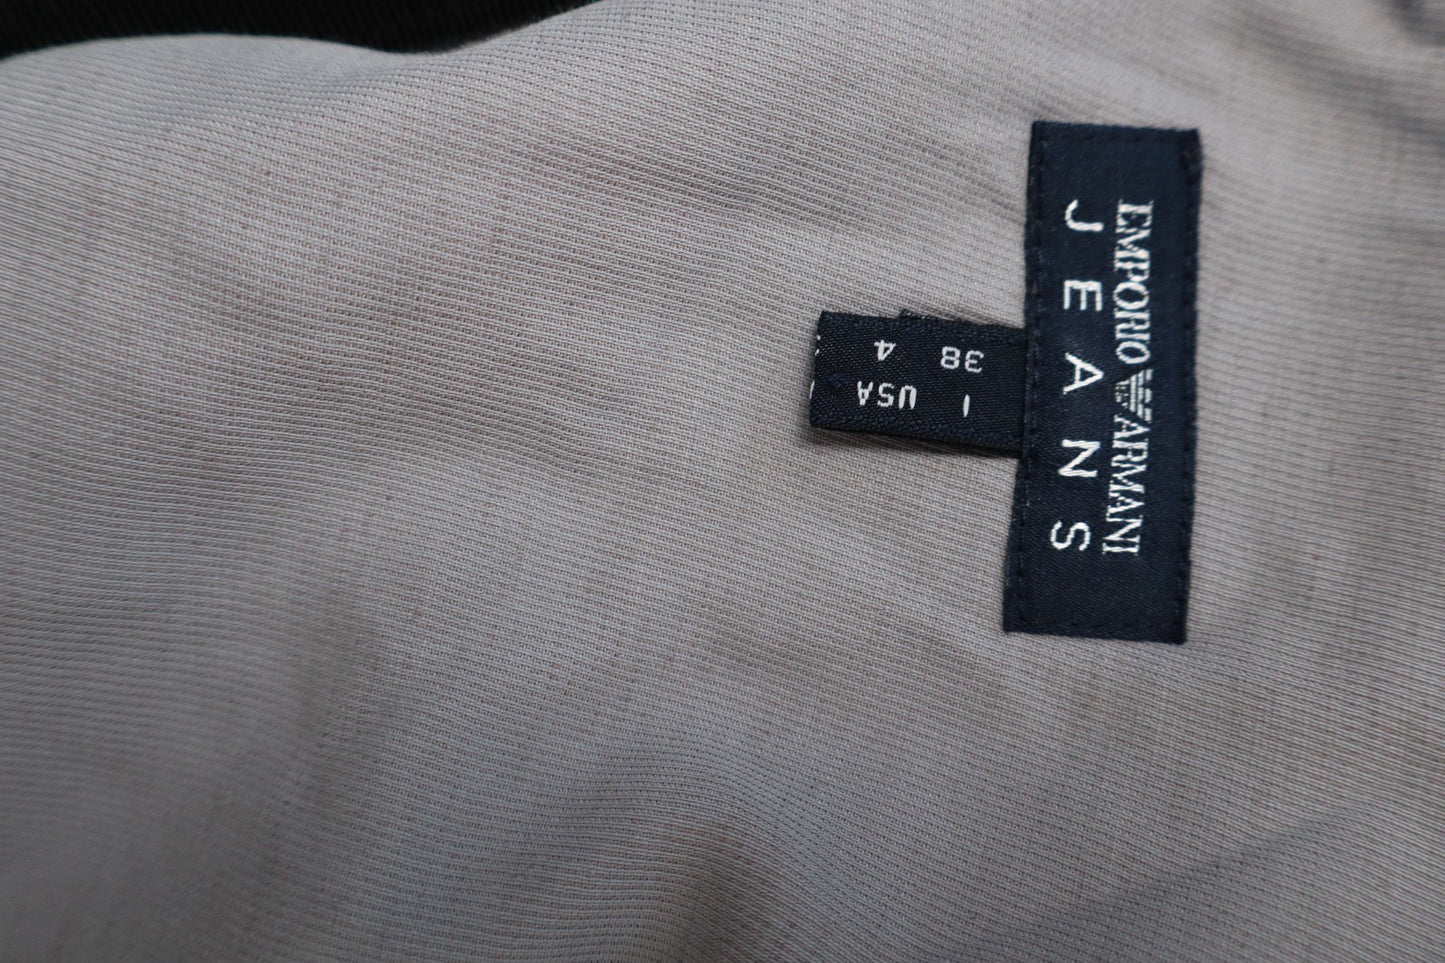 EMPORIO ARMANI
JEANS
I USA
38 4